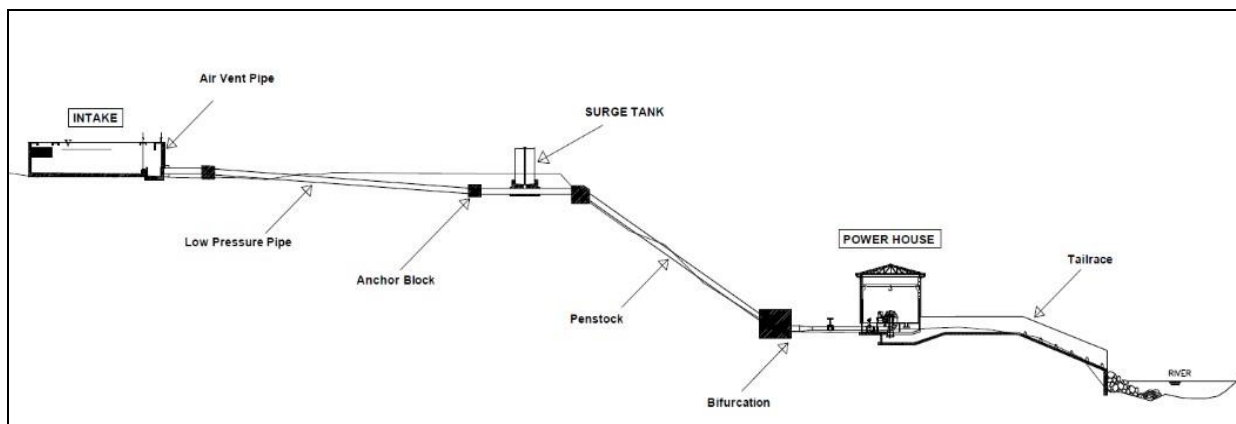 Air Vent Pipe
INTAKE
SURGE TANK
Low Pressure Pipe
Anchor Block
POWER HOUSE
Tailrace
Penstock
RIVER
Bifurcation